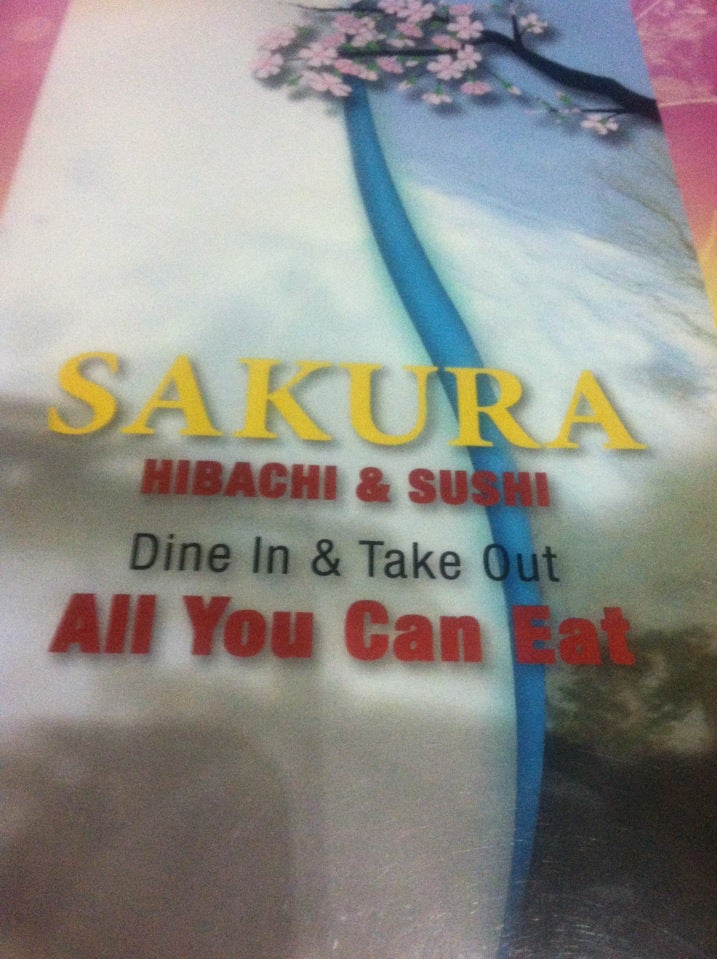 SAKURA
HIBACHI & SUSHI
Dine In & Take Out
All You Can Eat